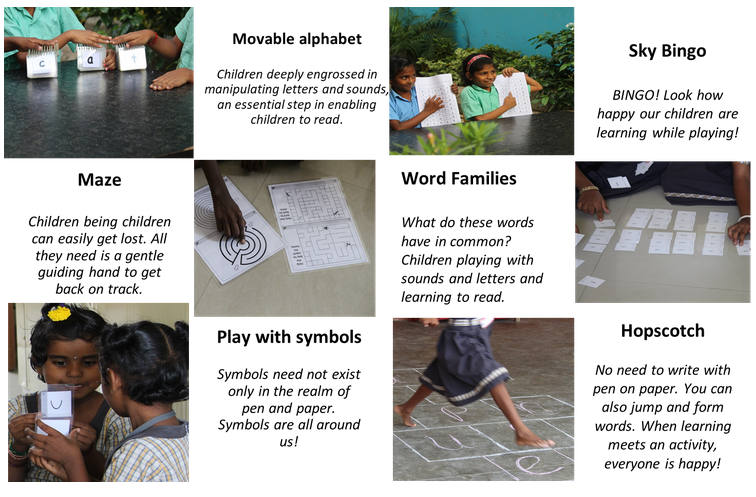 c a t
Movable alphabet
Children deeply engrossed in
manipulating letters and sounds,
an essential step in enabling
children to read.
Sky Bingo
BINGO! Look how
happy our children are
learning while playing!
Maze
Children being children
can easily get lost. All
they need is a gentle
guiding hand to get
back on track.
Word Families
What do these words
have in common?
Children playing with
sounds and letters and
learning to read.
Play with symbols
Symbols need not exist
only in the realm of
pen and paper.
Symbols are all around
us!
Hopscotch
No need to write with
pen on paper. You can
also jump and form
words. When learning
meets an activity,
everyone is happy!
e